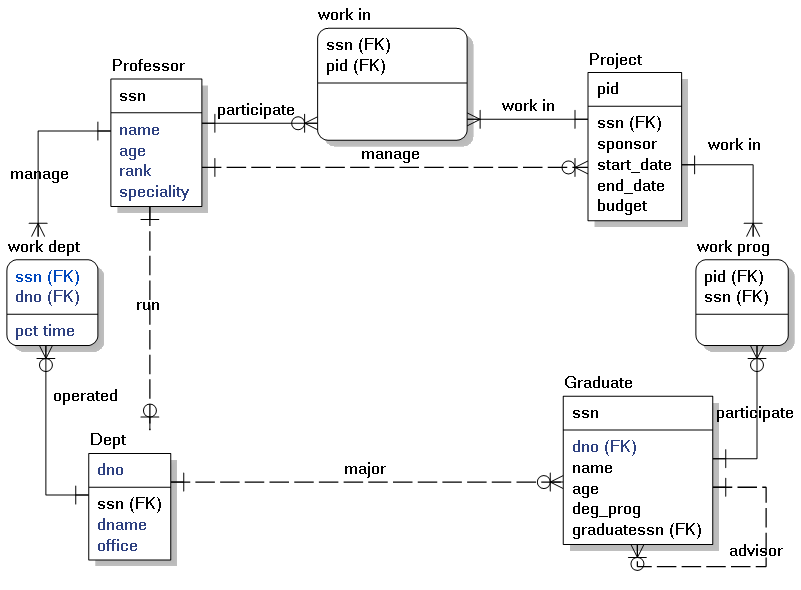 work in
ssn (FK)
pid (FK)
Professor
ssn
name
age
rank
speciality
participate
work in
manage
Project
pid
ssn (FK)
sponsor
start_date
end_date
budget
work in
manage
work dept
ssn (FK)
dno (FK)
pct time
run
work prog
pid (FK)
ssn (FK)
operated
participate
Dept
dno
ssn (FK)
dname
office
major
Graduate
ssn
dno (FK)
name
age
deg_prog
graduatessn (FK)
advisor